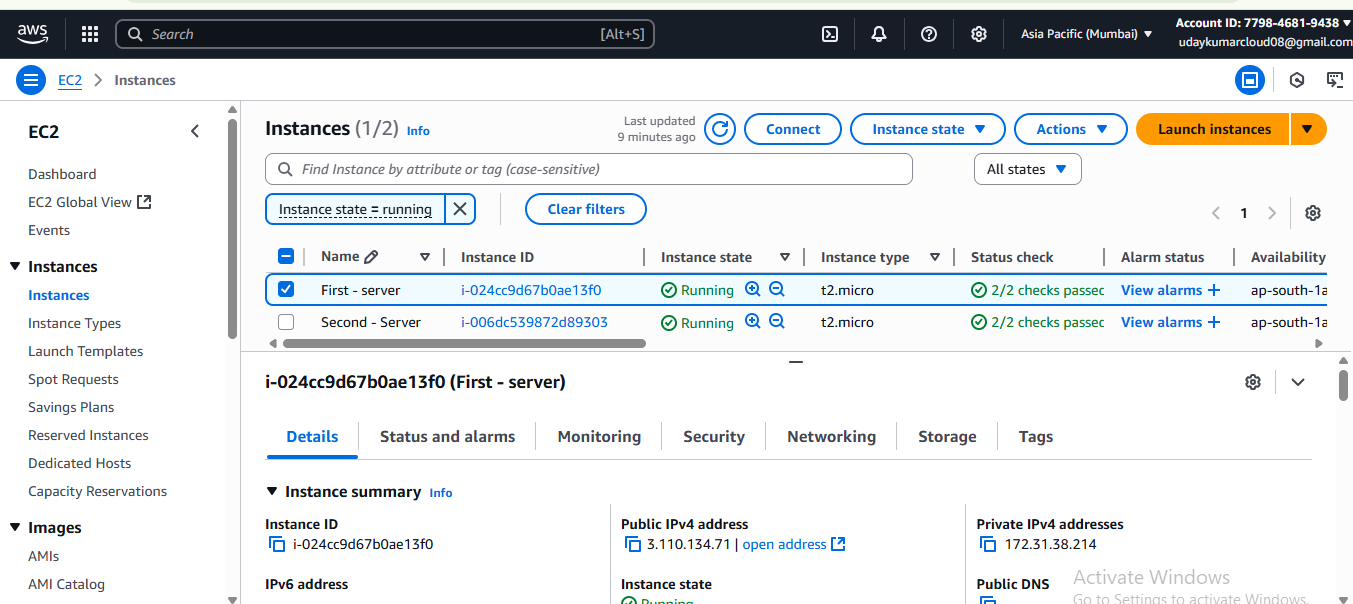 aws
Search [Alt+S]
Asia Pacific (Mumbai)
Account ID: 7798-4681-9438
udaykumarcloud08@gmail.com
EC2
Instances
EC2
Dashboard
EC2 Global View
Events
Instances
Instances
Instance Types
Launch Templates
Spot Requests
Savings Plans
Reserved Instances
Dedicated Hosts
Capacity Reservations
Images
AMIs
AMI Catalog
Instances (1/2) Info
Last updated
9 minutes ago
Connect
Instance state
Actions
Launch instances
Find Instance by attribute or tag (case-sensitive)
All states
Instance state = running
Clear filters
1
Name Instance ID Instance state Instance type Status check Alarm status Availability
First - server i-024cc9d67b0ae13f0 Running t2.micro 2/2 checks passec View alarms + ap-south-1a
Second - Server i-006dc539872d89303 Running t2.micro 2/2 checks passec View alarms + ap-south-1a
i-024cc9d67b0ae13f0 (First - server)
Details Status and alarms Monitoring Security Networking Storage Tags
Instance summary Info
Instance ID
i-024cc9d67b0ae13f0
IPv6 address
Public IPv4 address
3.110.134.71 | open address
Instance state
Running
Private IPv4 addresses
172.31.38.214
Public DNS
Activate Windows
Go to Settings to activate Windows.